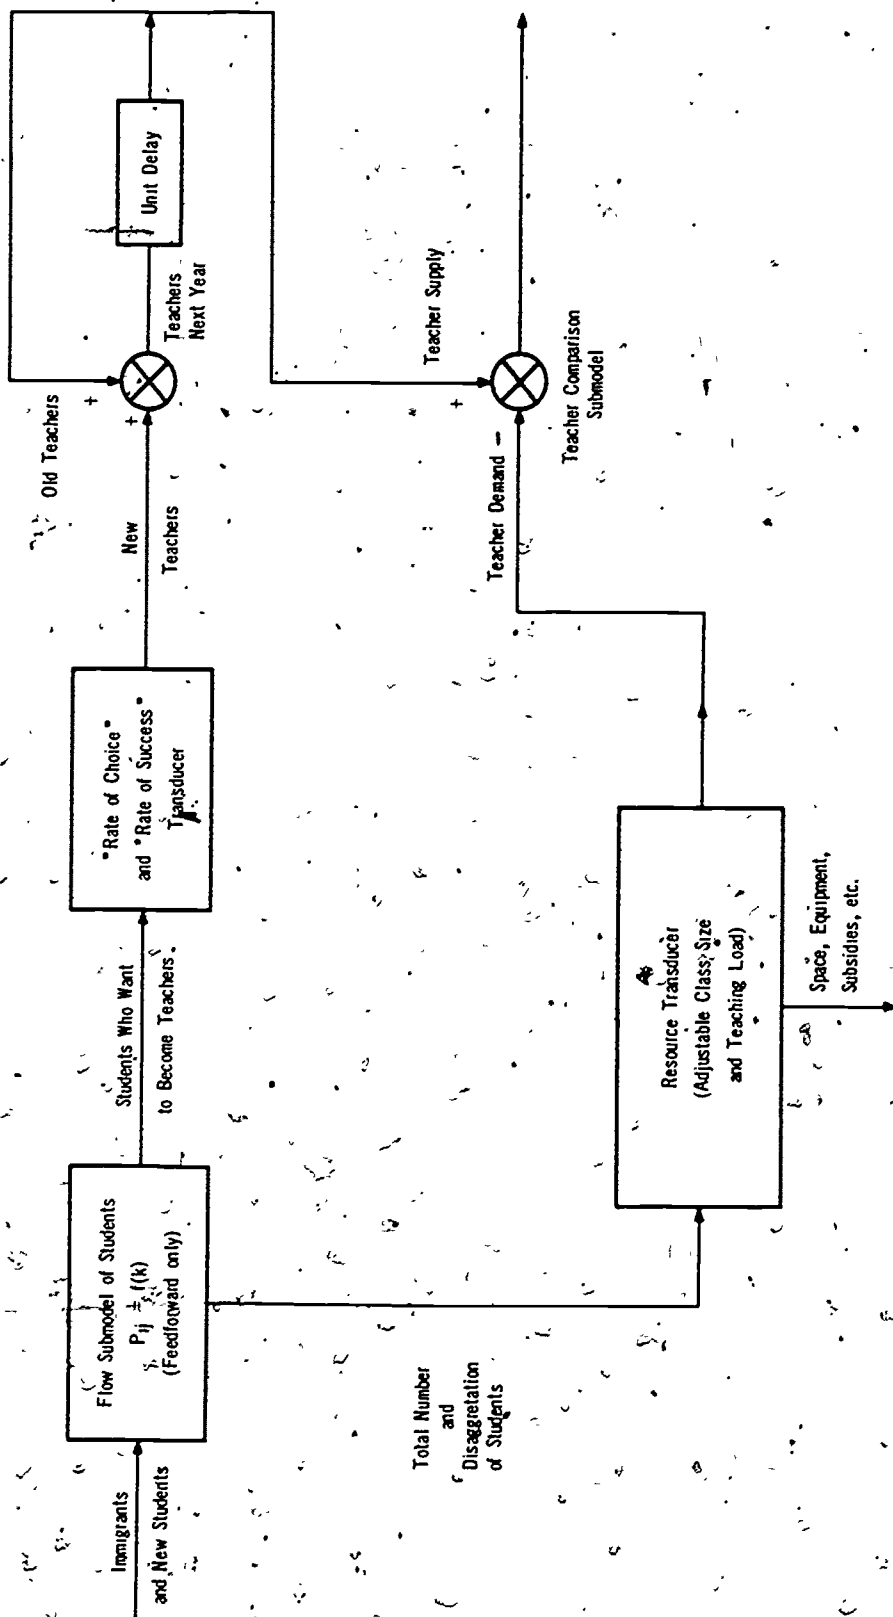 Immigrants
and New Students
Flow Submodel of Students
(Feedforward only)
Students Who Want
to Become Teachers
"Rate of Choice"
and "Rate of Success"
Transducer
New
Teachers
Old Teachers
+
+
Teachers
Next Year
Unit Delay
Total Number
and
Disaggretation
of Students
Resource Transducer
(Adjustable Class Size
and Teaching Load)
Space, Equipment,
Subsidies, etc.
Teacher Demand —
+
Teacher Supply
Teacher Comparison
Submodel